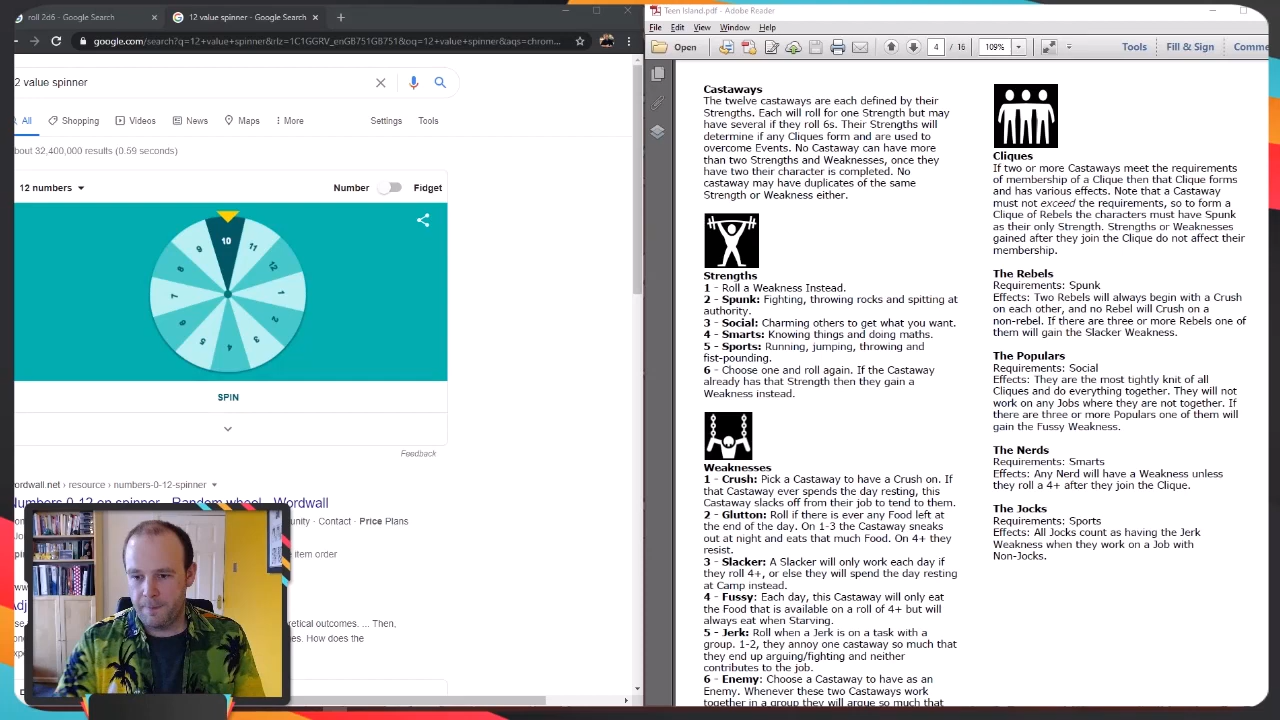 roll 2d6 - Google Search
12 value spinner - Google Search
google.com/search?q=12+value+spinner&rlz=1C1GGRV_enGB751GB751&oq=12+value+spinner&aqs=chrom...
2 value spinner
All
Shopping
Videos
News
Maps
More
Settings
Tools
bout 32,400,000 results (0.59 seconds)
12 numbers
Number
Fidget
10
11
12
1
7
8
9
SPIN
Feedback
ordwall.net › resource › numbers-0-12-spinner
Numbers 0-12 on spinner - Random wheel - Wordwall
unity · Contact · Price Plans
item order
retical outcomes. ... Then,
es. How does the
Teen Island.pdf - Adobe Reader
File Edit View Window Help
Open
4 / 16
109%
Tools
Fill & Sign
Comme
Castaways
The twelve castaways are each defined by their
Strengths. Each will roll for one Strength but may
have several if they roll 6s. Their Strengths will
determine if any Cliques form and are used to
overcome Events. No Castaway can have more
than two Strengths and Weaknesses, once they
have two their character is completed. No
castaway may have duplicates of the same
Strength or Weakness either.
Strengths
1 - Roll a Weakness Instead.
2 - Spunk: Fighting, throwing rocks and spitting at
authority.
3 - Social: Charming others to get what you want.
4 - Smarts: Knowing things and doing maths.
5 - Sports: Running, jumping, throwing and
fist-pounding.
6 - Choose one and roll again. If the Castaway
already has that Strength then they gain a
Weakness instead.
Weaknesses
1 - Crush: Pick a Castaway to have a Crush on. If
that Castaway ever spends the day resting, this
Castaway slacks off from their job to tend to them.
2 - Glutton: Roll if there is ever any Food left at
the end of the day. On 1-3 the Castaway sneaks
out at night and eats that much Food. On 4+ they
resist.
3 - Slacker: A Slacker will only work each day if
they roll 4+, or else they will spend the day resting
at Camp instead.
4 - Fussy: Each day, this Castaway will only eat
the Food that is available on a roll of 4+ but will
always eat when Starving.
5 - Jerk: Roll when a Jerk is on a task with a
group. 1-2, they annoy one castaway so much that
they end up arguing/fighting and neither
contributes to the job.
6 - Enemy: Choose a Castaway to have as an
Enemy. Whenever these two Castaways work
together in a group they will argue so much that
Cliques
If two or more Castaways meet the requirements
of membership of a Clique then that Clique forms
and has various effects. Note that a Castaway
must not exceed the requirements, so to form a
Clique of Rebels the characters must have Spunk
as their only Strength. Strengths or Weaknesses
gained after they join the Clique do not affect their
membership.
The Rebels
Requirements: Spunk
Effects: Two Rebels will always begin with a Crush
on each other, and no Rebel will Crush on a
non-rebel. If there are three or more Rebels one of
them will gain the Slacker Weakness.
The Populars
Requirements: Social
Effects: They are the most tightly knit of all
Cliques and do everything together. They will not
work on any Jobs where they are not together. If
there are three or more Populars one of them will
gain the Fussy Weakness.
The Nerds
Requirements: Smarts
Effects: Any Nerd will have a Weakness unless
they roll a 4+ after they join the Clique.
The Jocks
Requirements: Sports
Effects: All Jocks count as having the Jerk
Weakness when they work on a Job with
Non-Jocks.